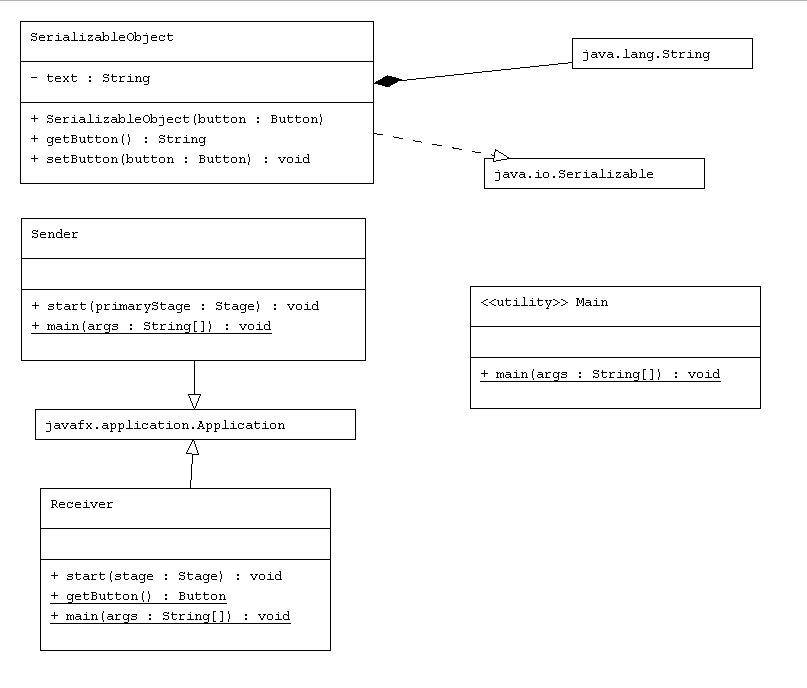 SerializableObject
- text : String
+ SerializableObject(button : Button)
+ getButton() : String
+ setButton(button : Button) : void
java.lang.String
java.io.Serializable
Sender
+ start(primaryStage : Stage) : void
+ main(args : String[]) : void
<<utility>> Main
+ main(args : String[]) : void
javafx.application.Application
Receiver
+ start(stage : Stage) : void
+ getButton() : Button
+ main(args : String[]) : void